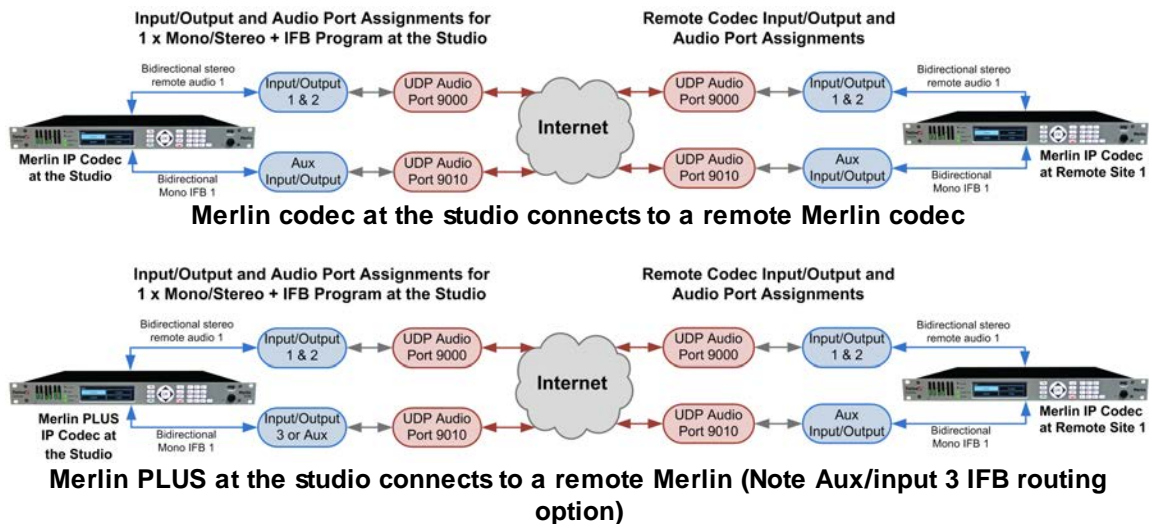 Input/Output and Audio Port Assignments for
1 x Mono/Stereo + IFB Program at the Studio
Remote Codec Input/Output and
Audio Port Assignments
Bidirectional stereo
remote audio 1
Input/Output
1 & 2
UDP Audio
Port 9000
Internet
UDP Audio
Port 9000
Input/Output
1 & 2
Bidirectional stereo
remote audio 1
Merlin IP Codec
at the Studio
Bidirectional
Mono IFB 1
Aux
Input/Output
UDP Audio
Port 9010
UDP Audio
Port 9010
Aux
Input/Output
Bidirectional
Mono IFB 1
Merlin IP Codec
at Remote Site 1
Merlin codec at the studio connects to a remote Merlin codec
Input/Output and Audio Port Assignments for
1 x Mono/Stereo + IFB Program at the Studio
Remote Codec Input/Output and
Audio Port Assignments
Bidirectional stereo
remote audio 1
Input/Output
1 & 2
UDP Audio
Port 9000
Internet
UDP Audio
Port 9000
Input/Output
1 & 2
Bidirectional stereo
remote audio 1
Merlin PLUS
IP Codec at
the Studio
Bidirectional
Mono IFB 1
Input/Output
3 or Aux
UDP Audio
Port 9010
UDP Audio
Port 9010
Aux
Input/Output
Bidirectional
Mono IFB 1
Merlin IP Codec
at Remote Site 1
Merlin PLUS at the studio connects to a remote Merlin (Note Aux/input 3 IFB routing
option)